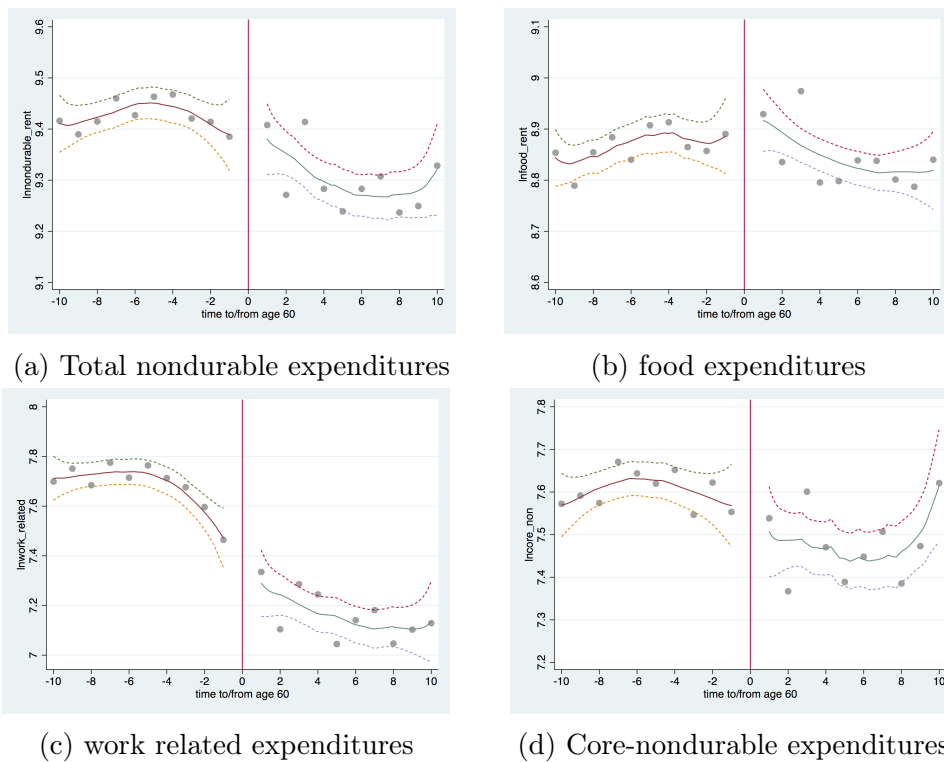 9.6
9.5
9.4
9.3
9.2
9.1
lnnondurable_rent
-10 -8 -6 -4 -2 0 2 4 6 8 10
time to/from age 60
(a) Total nondurable expenditures
9.1
9
8.9
8.8
8.7
8.6
lnfood_rent
-10 -8 -6 -4 -2 0 2 4 6 8 10
time to/from age 60
(b) food expenditures
8
7.8
7.6
7.4
7.2
7
lnwork_related
-10 -8 -6 -4 -2 0 2 4 6 8 10
time to/from age 60
(c) work related expenditures
7.8
7.7
7.6
7.5
7.4
7.3
7.2
lncore_non
-10 -8 -6 -4 -2 0 2 4 6 8 10
time to/from age 60
(d) Core-nondurable expenditures